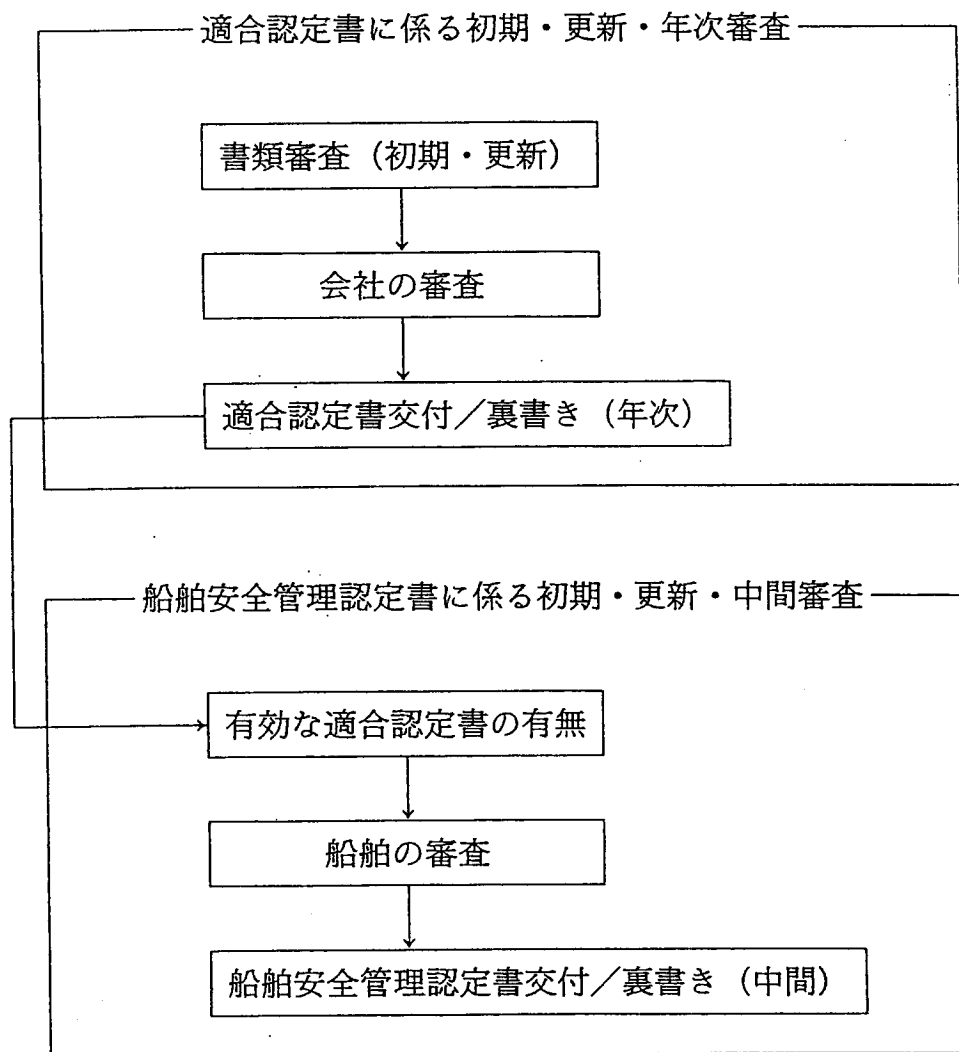 適合認定書に係る初期・更新・年次審査
書類審査（初期・更新）
会社の審査
適合認定書交付／裏書き（年次）
船舶安全管理認定書に係る初期・更新・中間審査
有効な適合認定書の有無
船舶の審査
船舶安全管理認定書交付／裏書き（中間）